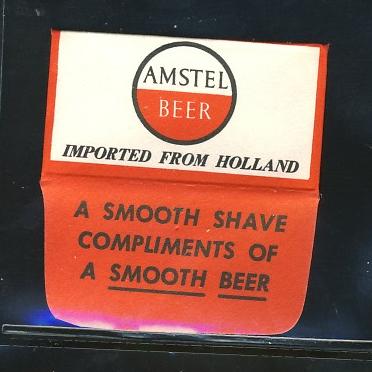 AMSTEL
BEER
IMPORTED FROM HOLLAND
A SMOOTH SHAVE
COMPLIMENTS OF
A SMOOTH BEER